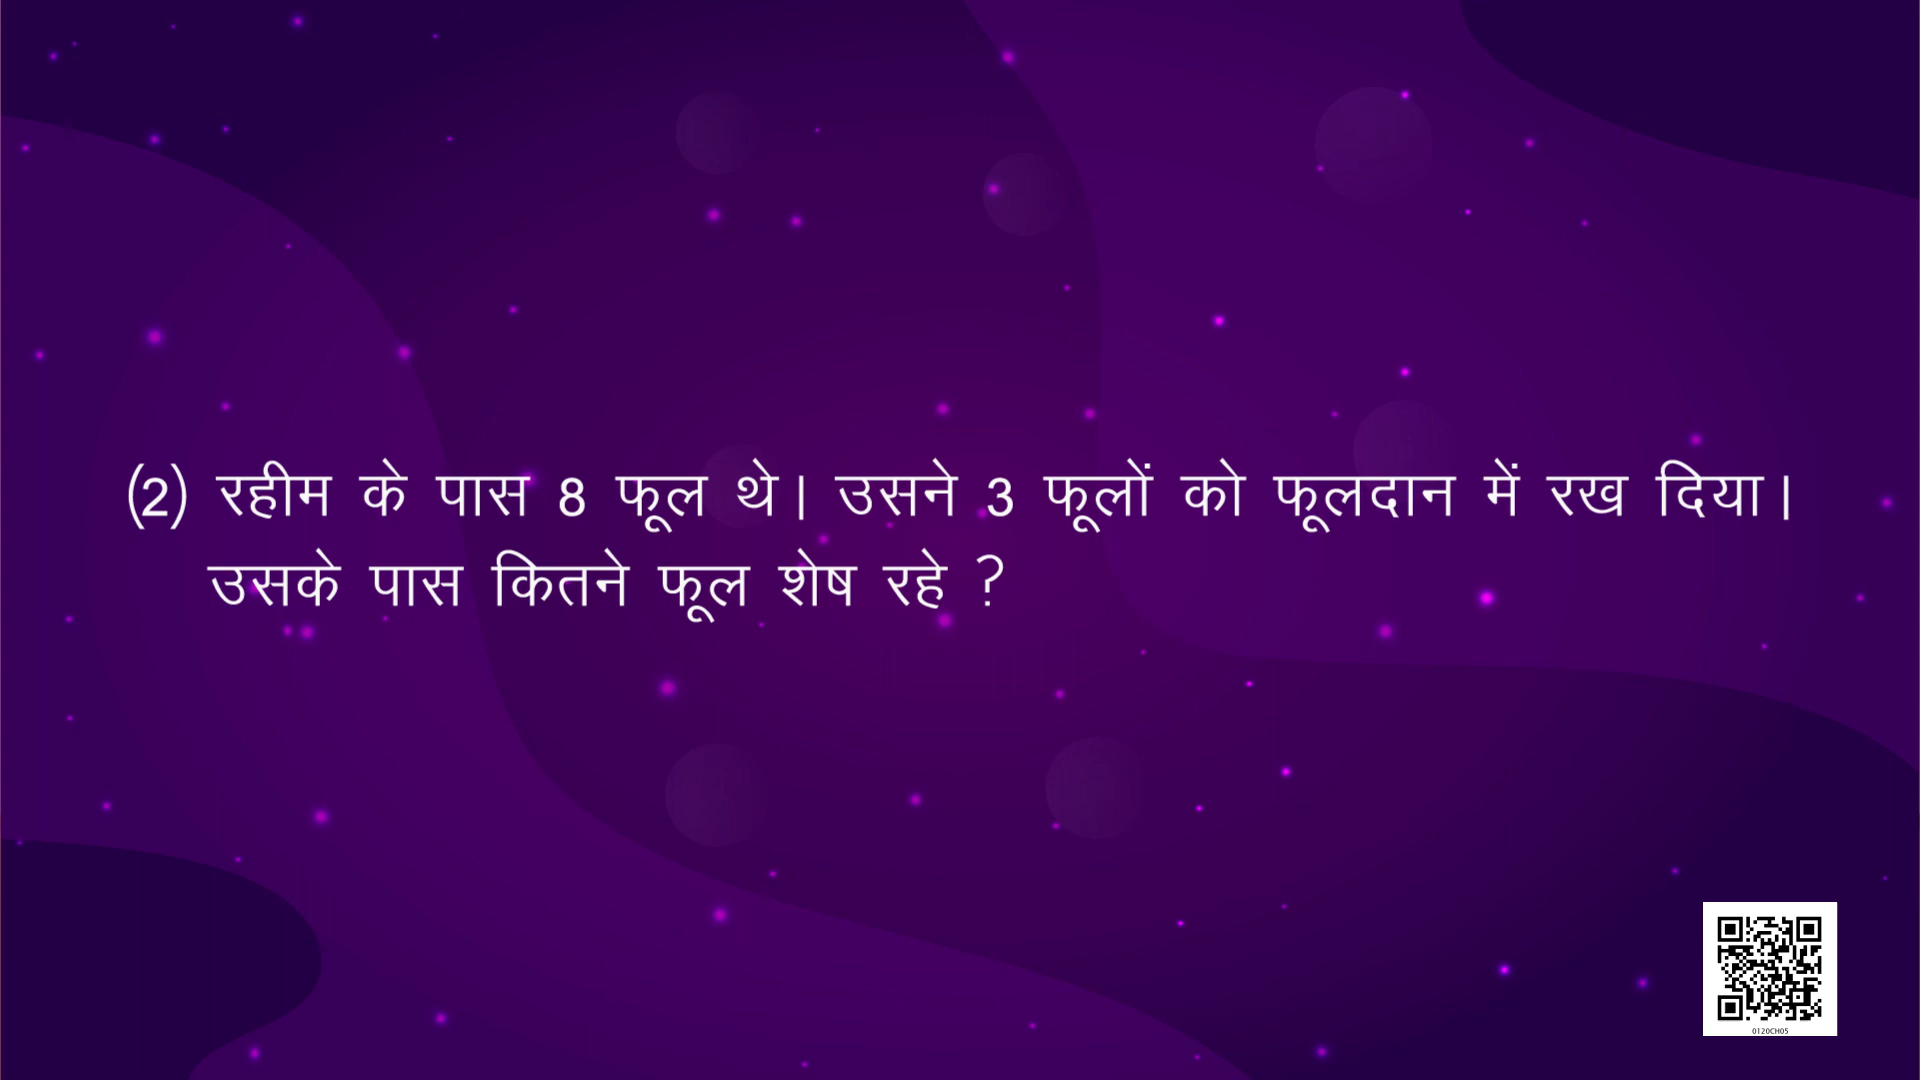 (2) रहीम के पास 8 फूल थे। उसने 3 फूलों को फूलदान में रख दिया।
उसके पास कितने फूल शेष रहे ?
0120CH05